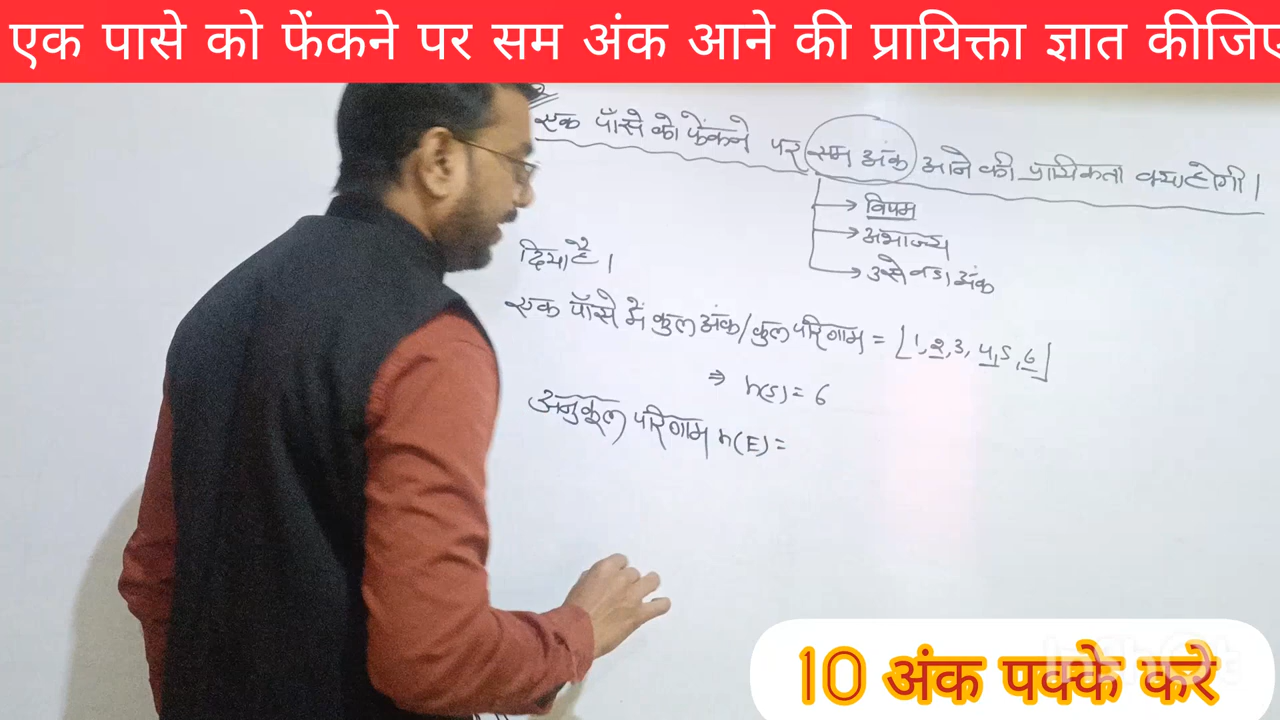 एक पासे को फेंकने पर सम अंक आने की प्रायिक्ता ज्ञात कीजिए
एक पाँसे को फेंकने पर सम अंक आने की प्रायिकता क्या होगी।
→ विषम
→ अभाज्य
→ उसे बड़ा अंक
दिया है।
एक पाँसे में कुल अंक/कुल परिणाम = [1, 2, 3, 4, 5, 6]
⇒ n(S) = 6
अनुकूल परिणाम n(E) =
10 अंक पक्के करे